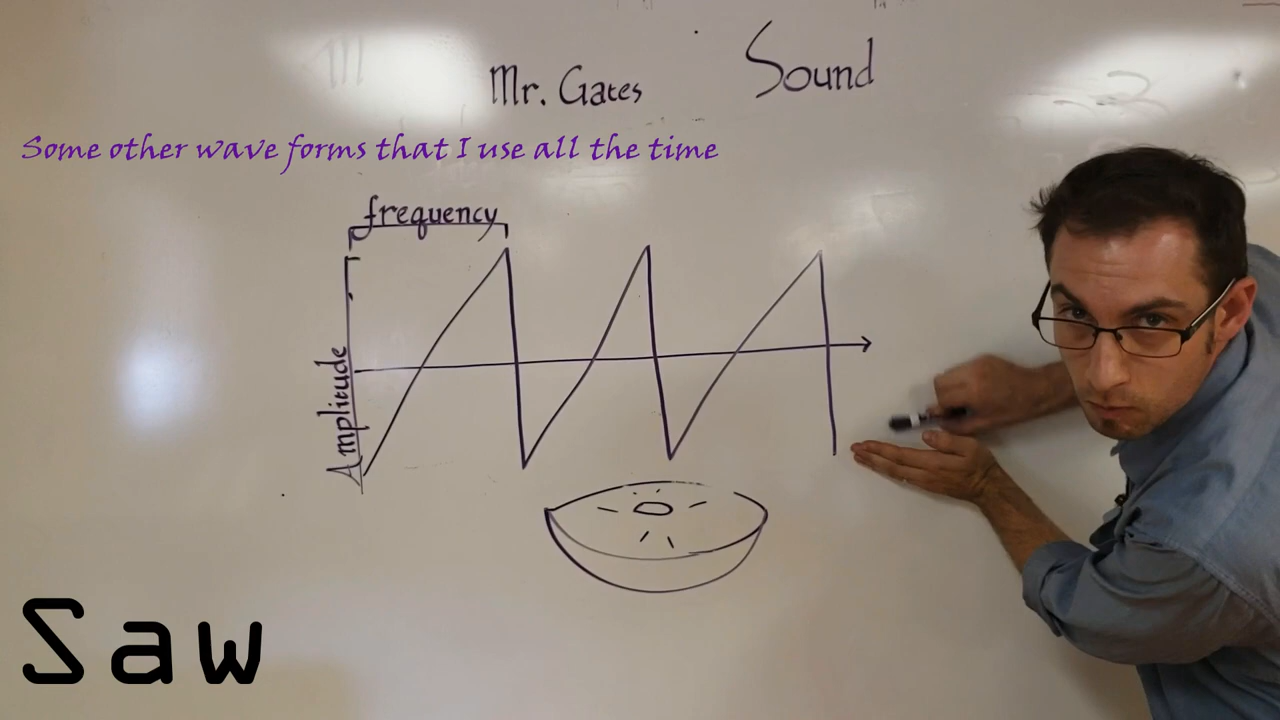 Mr. Gates
Sound
Some other wave forms that I use all the time
frequency
Amplitude
Saw